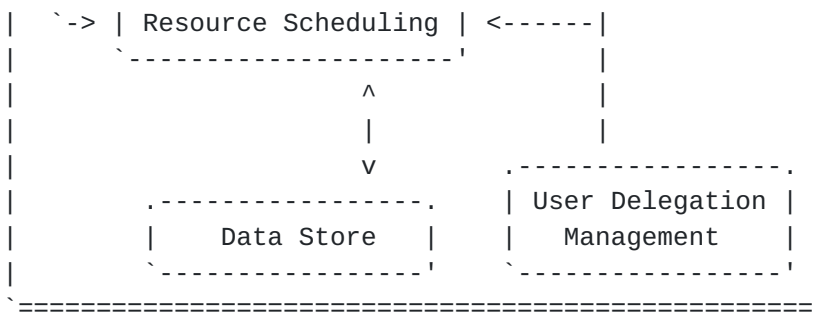 |  `-> | Resource Scheduling | <------|
|      `---------------------'        |
|                      ^              |
|                      |              |
|                      v        .-----------------.
|        .-----------------.    | User Delegation |
|        |    Data Store   |    |   Management    |
|        `-----------------'    `-----------------'
`===================================================